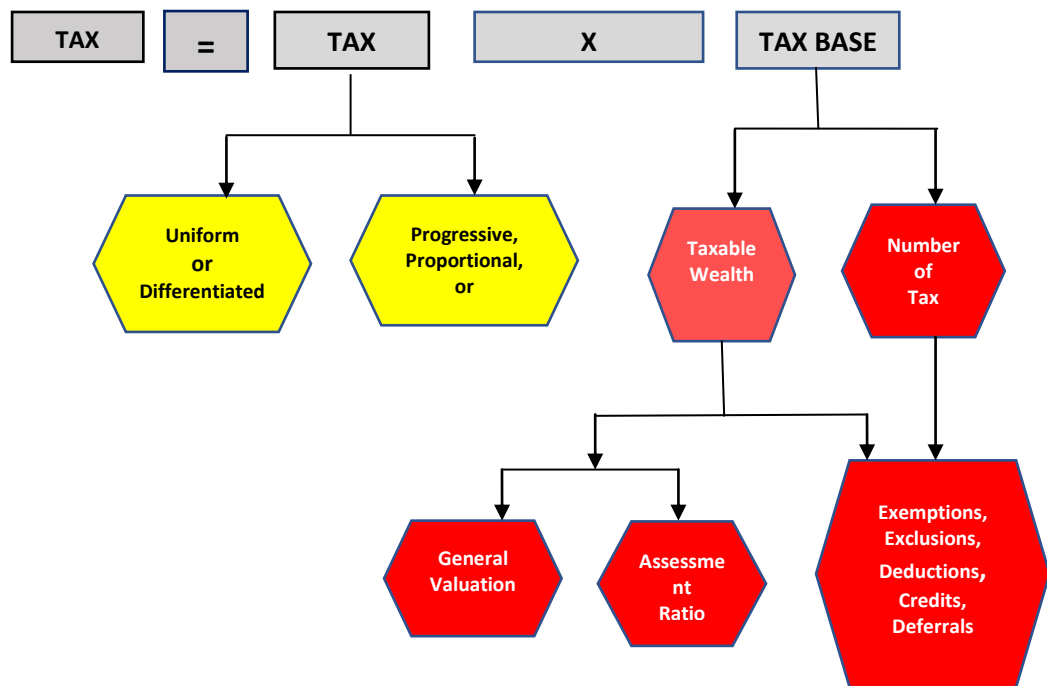 TAX
=
TAX
X
TAX BASE
Uniform
or
Differentiated
Progressive,
Proportional,
or
Taxable
Wealth
Number
of
Tax
General
Valuation
Assessme
nt
Ratio
Exemptions,
Exclusions,
Deductions,
Credits,
Deferrals